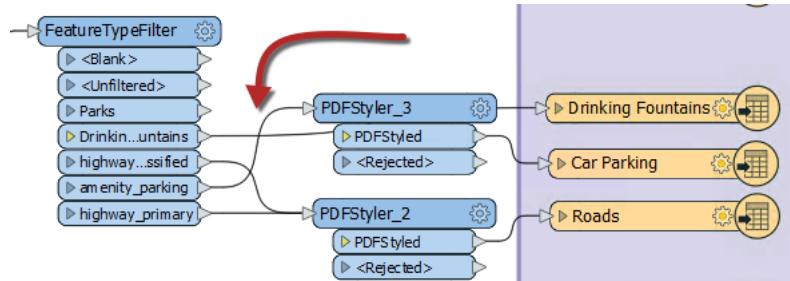 FeatureTypeFilter
<Blank>
<Unfiltered>
Parks
Drinkin...untains
highway...ssified
amenity_parking
highway_primary
PDFStyler_3
PDFStyled
<Rejected>
PDFStyler_2
PDFStyled
<Rejected>
Drinking Fountains
Car Parking
Roads